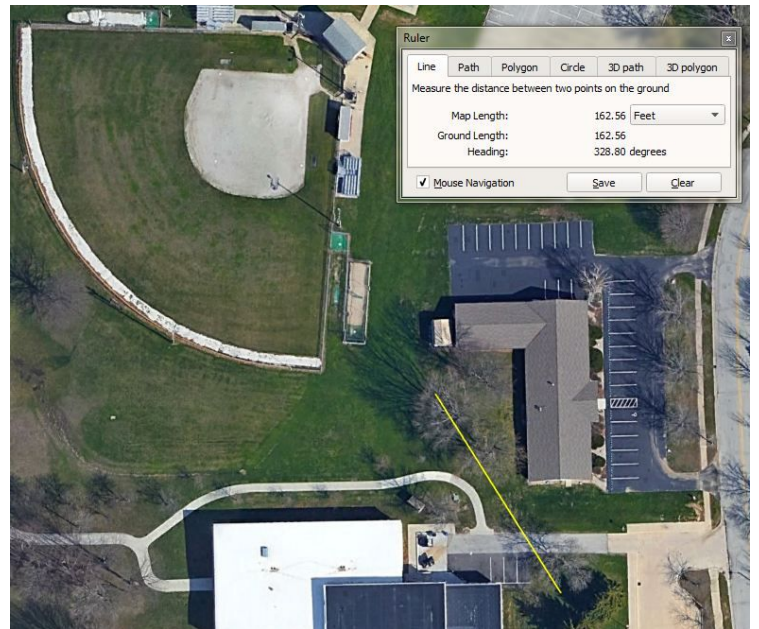 Ruler
Line Path Polygon Circle 3D path 3D polygon
Measure the distance between two points on the ground
Map Length: 162.56 Feet
Ground Length: 162.56
Heading: 328.80 degrees
Mouse Navigation Save Clear